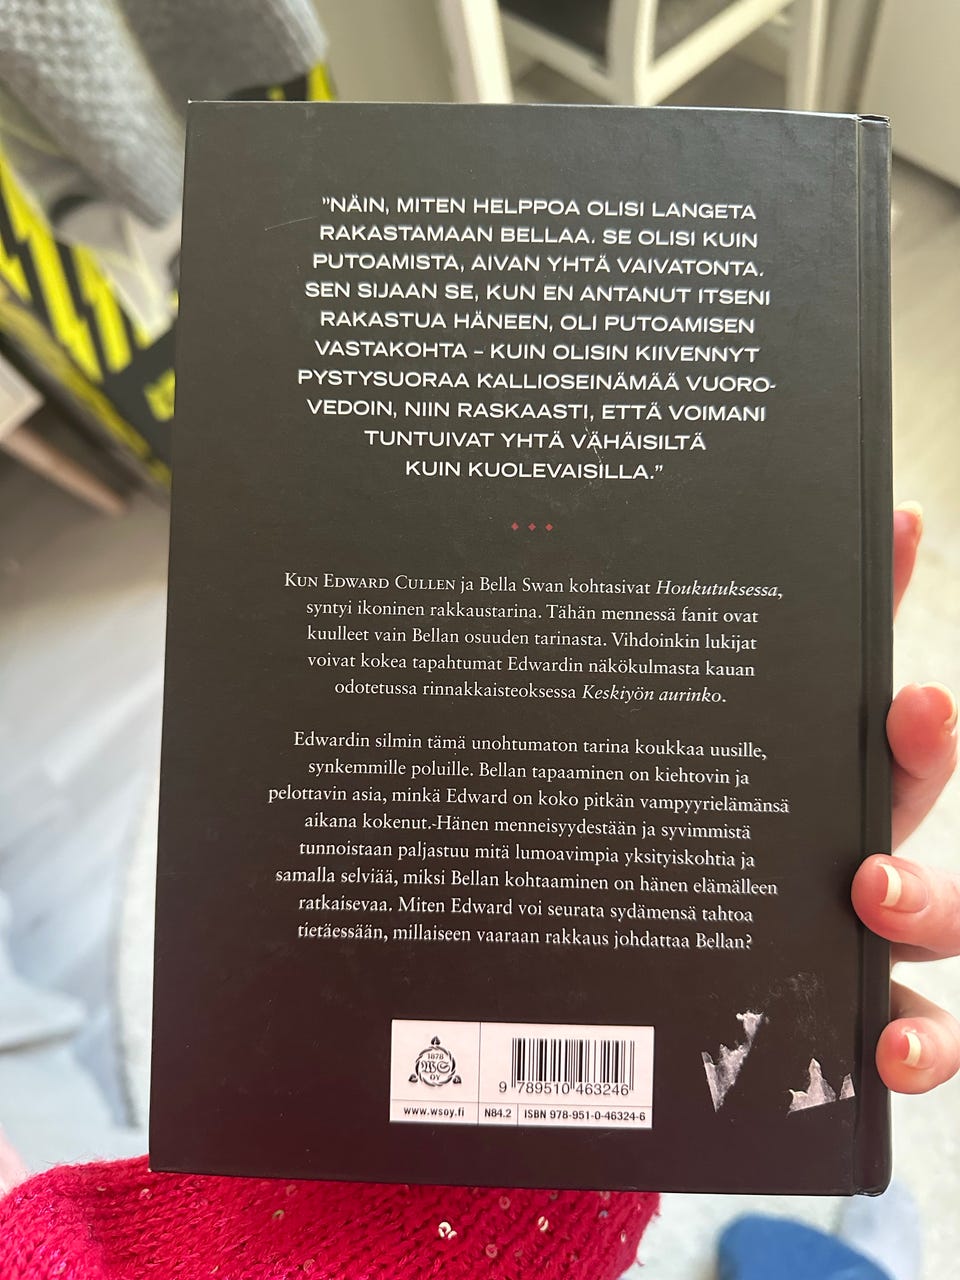 ”NÄIN, MITEN HELPPOA OLISI LANGETA
RAKASTAMAAN BELLAA. SE OLISI KUIN
PUTOAMISTA, AIVAN YHTÄ VAIVATONTA.
SEN SIJAAN SE, KUN EN ANTANUT ITSENI
RAKASTUA HÄNEEN, OLI PUTOAMISEN
VASTAKOHTA – KUIN OLISIN KIIVENNYT
PYSTYSUORAA KALLIOSEINÄMÄÄ VUORO-
VEDOIN, NIIN RASKAASTI, ETTÄ VOIMANI
TUNTUIVAT YHTÄ VÄHÄISILTÄ
KUIN KUOLEVAISILLA.”
KUN EDWARD CULLEN ja Bella Swan kohtasivat Houkutuksessa,
syntyi ikoninen rakkaustarina. Tähän mennessä fanit ovat
kuulleet vain Bellan osuuden tarinasta. Vihdoinkin lukijat
voivat kokea tapahtumat Edwardin näkökulmasta kauan
odotetussa rinnakkaisteoksessa Keskiyön aurinko.
Edwardin silmin tämä unohtumaton tarina koukkaa uusille,
synkemmille poluille. Bellan tapaaminen on kiehtovin ja
pelottavin asia, minkä Edward on koko pitkän vampyyrielämänsä
aikana kokenut. Hänen menneisyydestään ja syvimmistä
tunnoistaan paljastuu mitä lumoavimpia yksityiskohtia ja
samalla selviää, miksi Bellan kohtaaminen on hänen elämälleen
ratkaisevaa. Miten Edward voi seurata sydämensä tahtoa
tietäessään, millaiseen vaaraan rakkaus johdattaa Bellan?
1878
WS
OY
9 789510 463246
www.wsoy.fi
N84.2
ISBN 978-951-0-46324-6